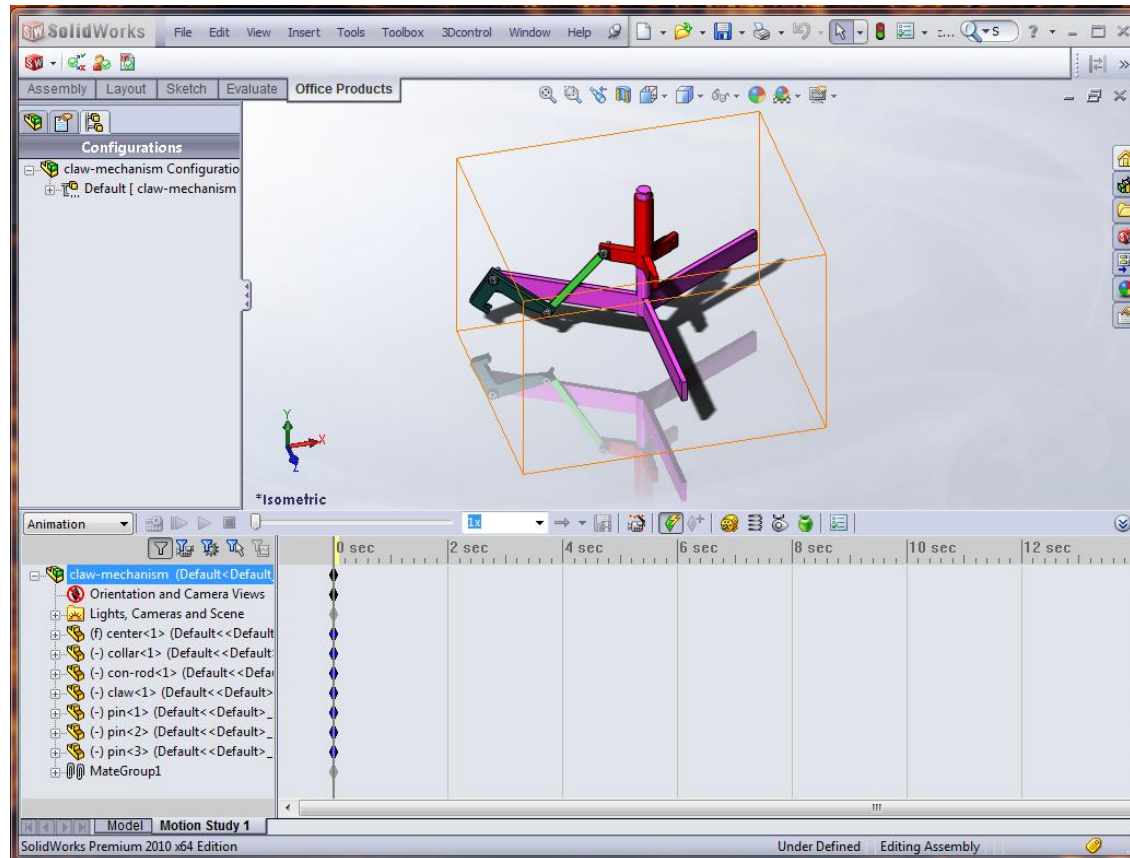 SolidWorks File Edit View Insert Tools Toolbox 3Dcontrol Window Help S ?
Assembly Layout Sketch Evaluate Office Products
Configurations
claw-mechanism Configuratio
Default [ claw-mechanism
Y
X
Z
*Isometric
Animation 1x
0 sec 2 sec 4 sec 6 sec 8 sec 10 sec 12 sec
claw-mechanism (Default<Default_
Orientation and Camera Views
Lights, Cameras and Scene
(f) center<1> (Default<<Default
(-) collar<1> (Default<<Default
(-) con-rod<1> (Default<<Defa
(-) claw<1> (Default<<Default>
(-) pin<1> (Default<<Default>_
(-) pin<2> (Default<<Default>_
(-) pin<3> (Default<<Default>_
MateGroup1
Model Motion Study 1
SolidWorks Premium 2010 x64 Edition Under Defined Editing Assembly